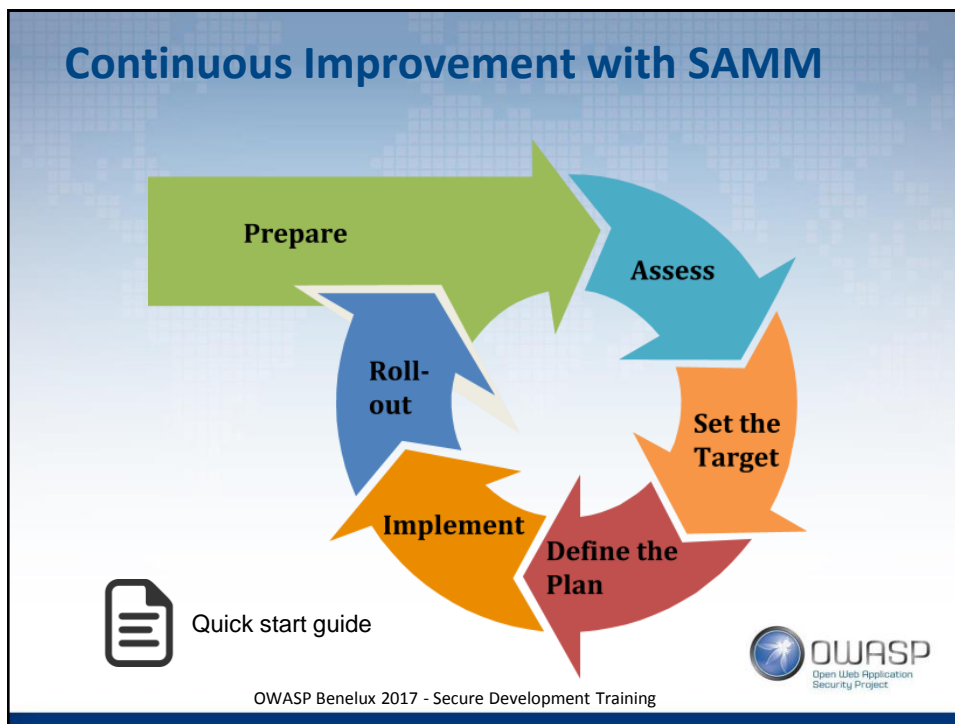 Continuous Improvement with SAMM
Prepare
Assess
Set the
Target
Define the
Plan
Implement
Roll-
out
Quick start guide
OWASP
Open Web Application
Security Project
OWASP Benelux 2017 - Secure Development Training